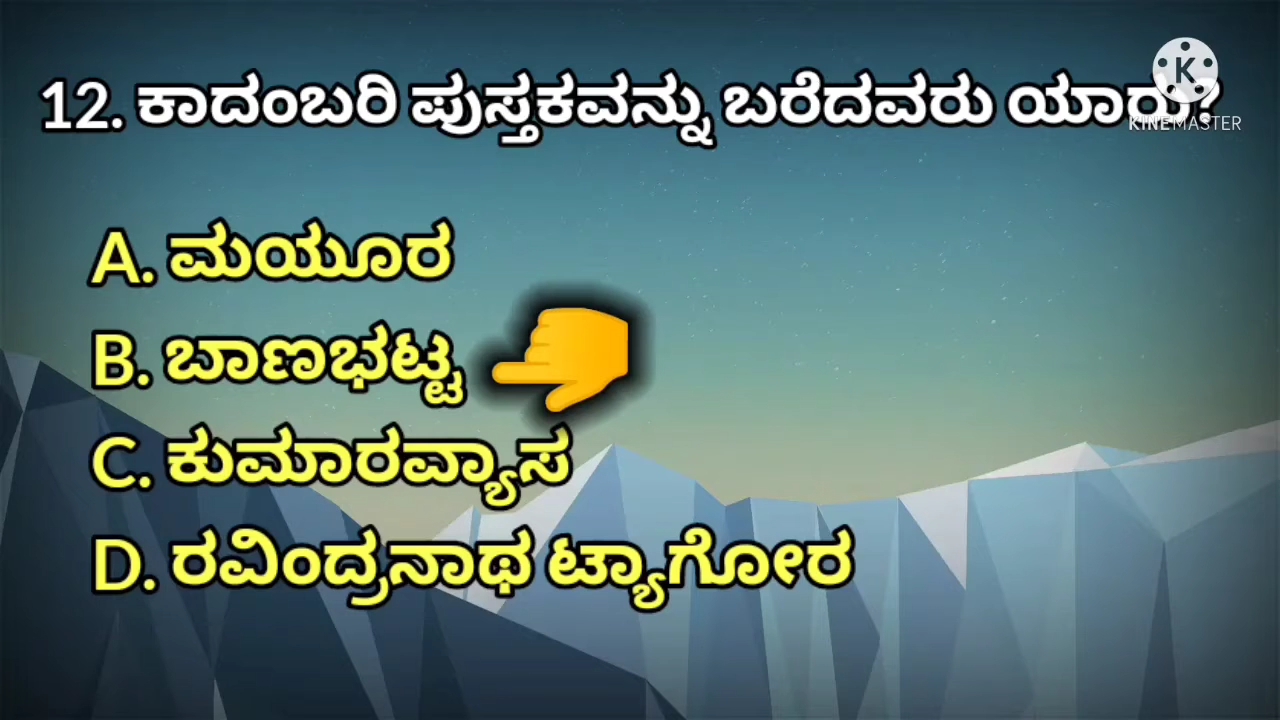 12. ಕಾದಂಬರಿ ಪುಸ್ತಕವನ್ನು ಬರೆದವರು ಯಾರು?
K
KINEMASTER
A. ಮಯೂರ
B. ಬಾಣಭಟ್ಟ
C. ಕುಮಾರವ್ಯಾಸ
D. ರವಿಂದ್ರನಾಥ ಟ್ಯಾಗೋರ